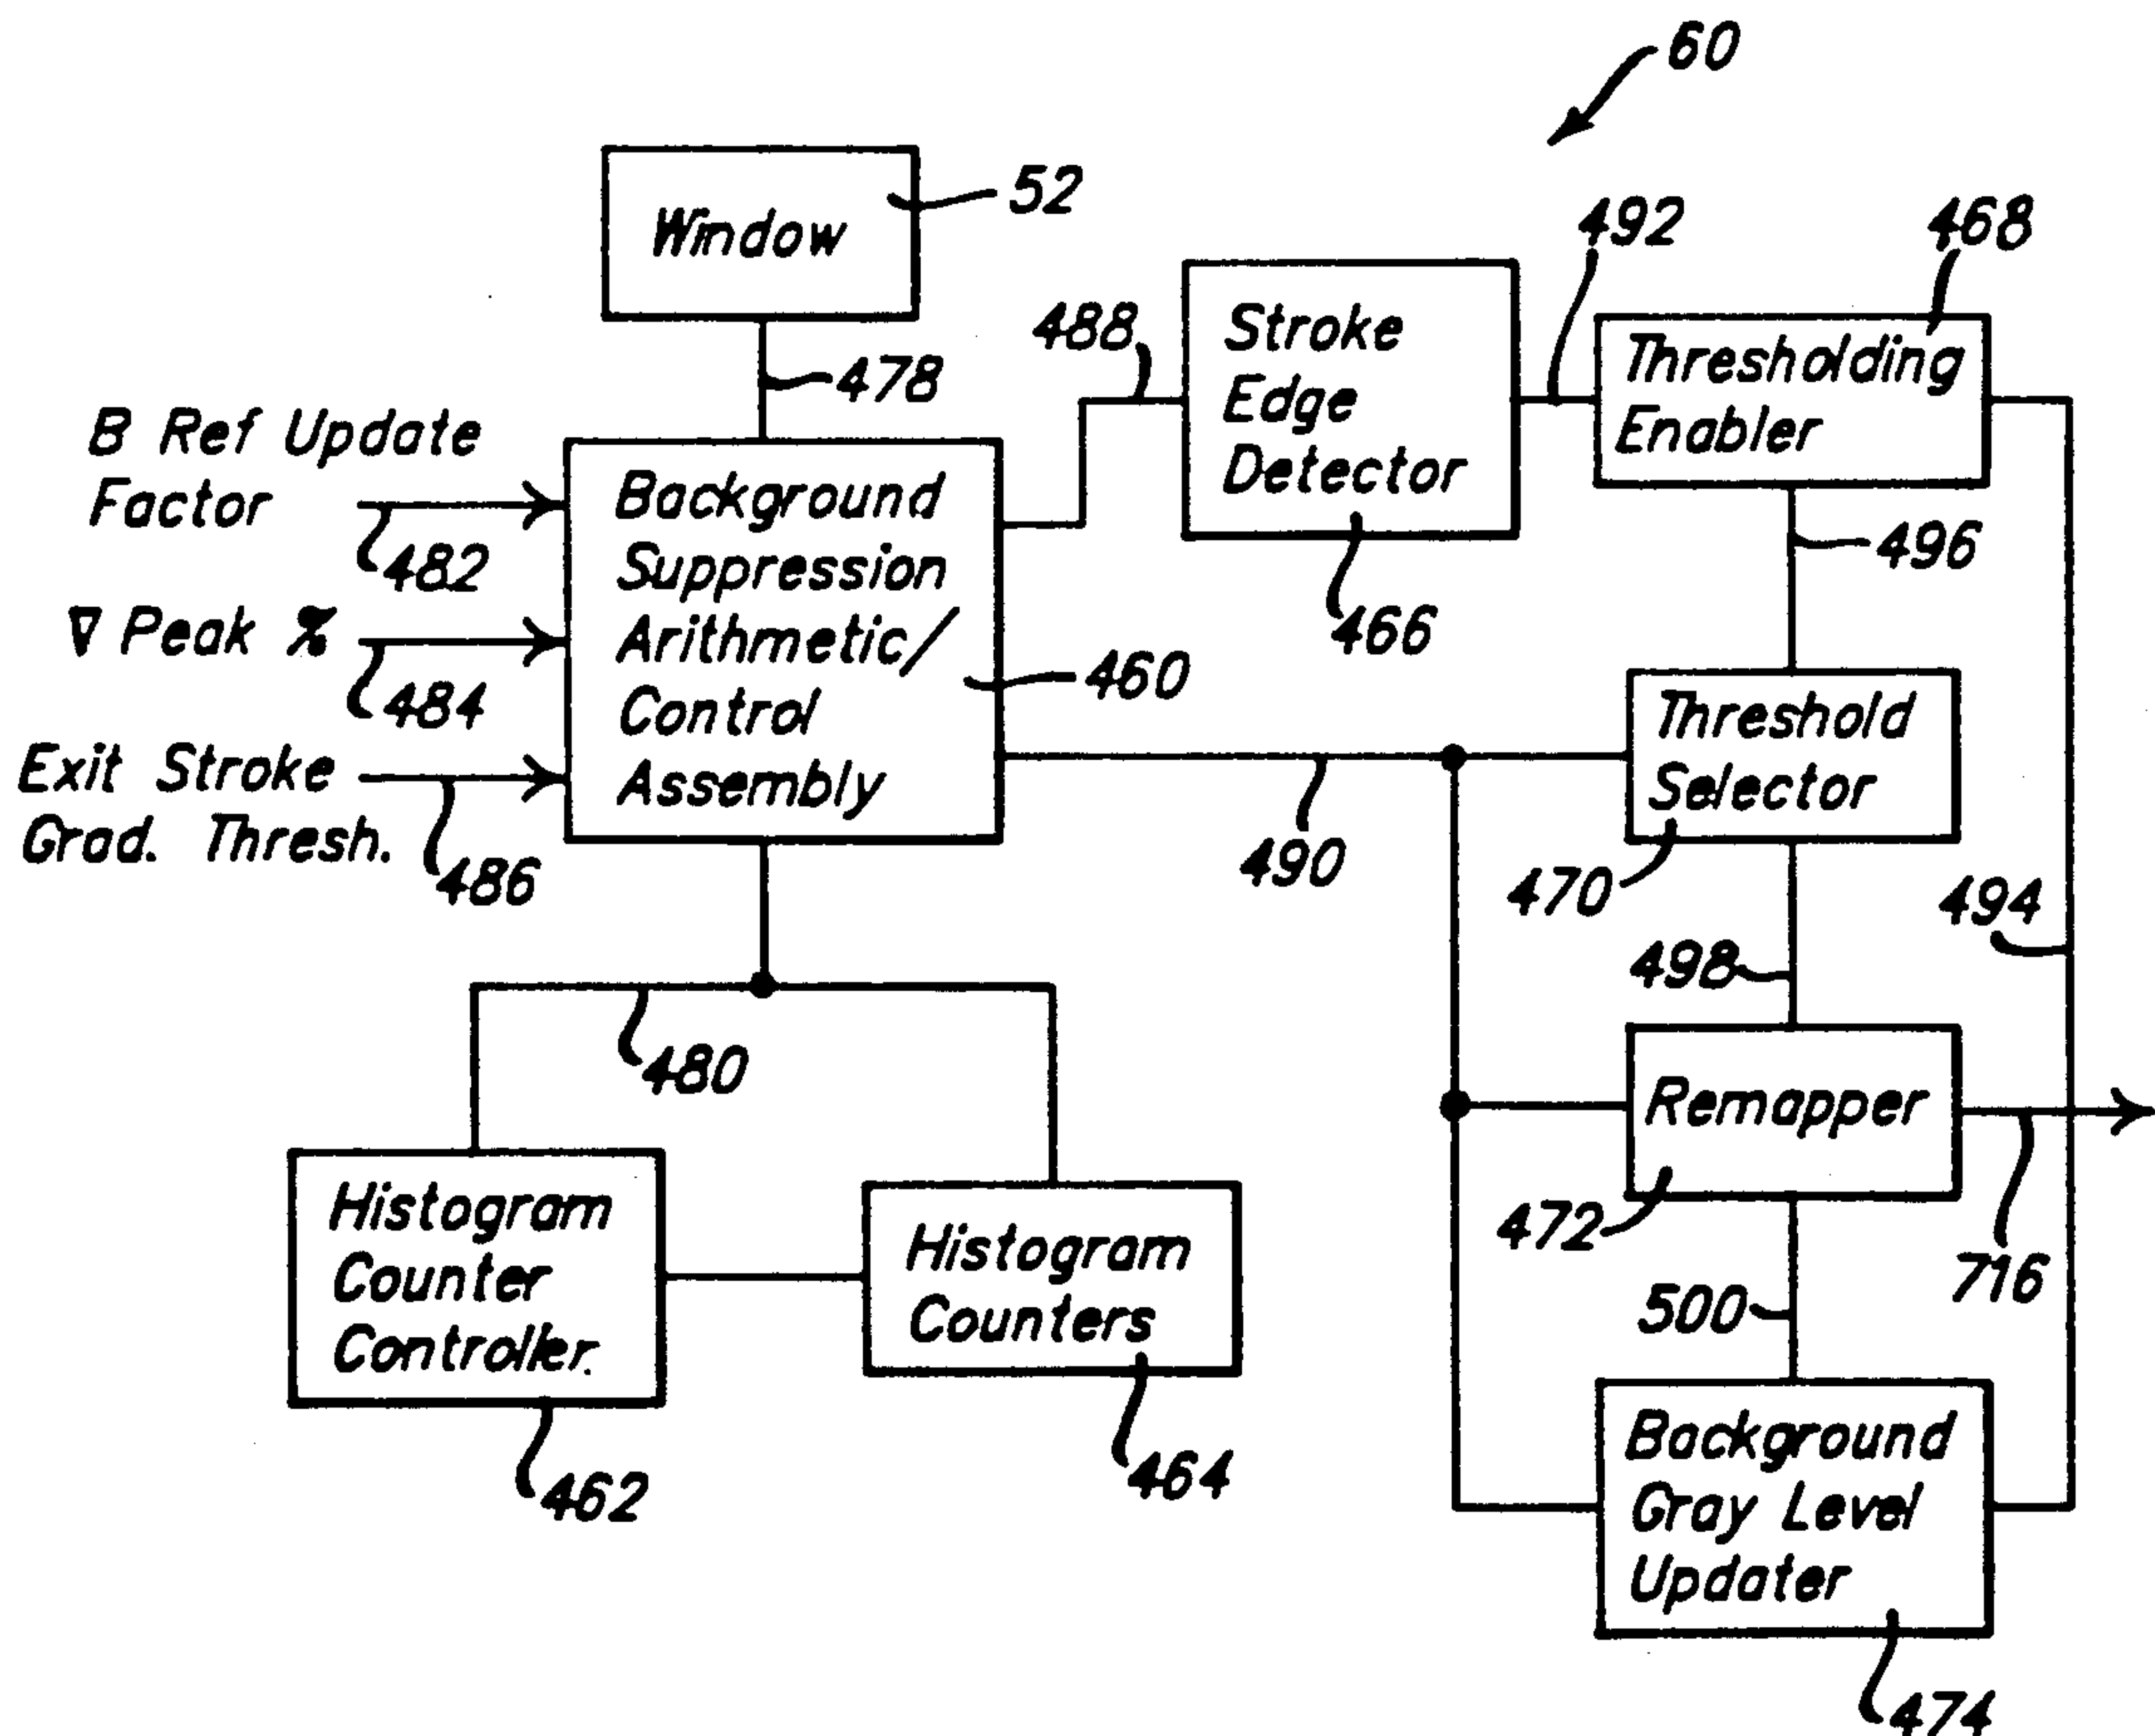 60
Window
52
478
B Ref Update
Factor
482
∇ Peak %
484
Exit Stroke
Grad. Thresh.
486
Background
Suppression
Arithmetic/
Control
Assembly
460
488
Stroke
Edge
Detector
466
492
468
Thresholding
Enabler
496
Threshold
Selector
470
490
494
498
480
Remapper
472
716
500
Histogram
Counter
Controller.
462
Histogram
Counters
464
Background
Gray Level
Updater
474